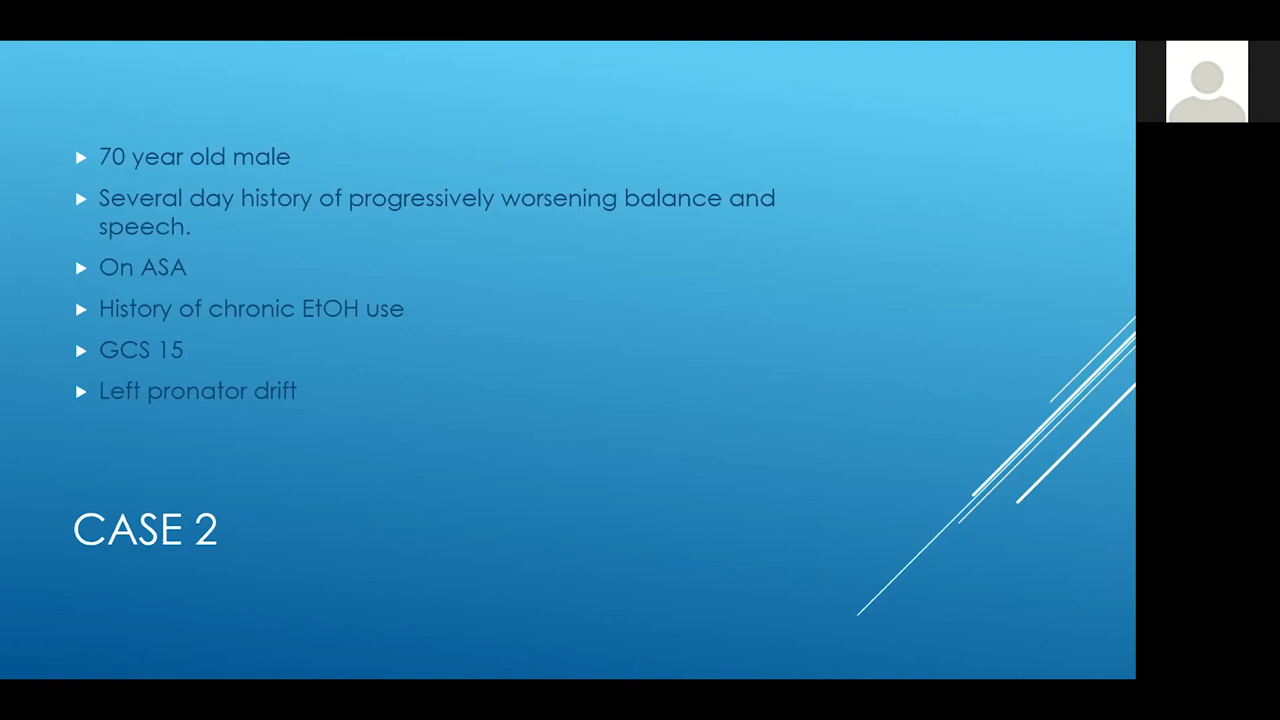 70 year old male
Several day history of progressively worsening balance and
speech.
On ASA
History of chronic EtOH use
GCS 15
Left pronator drift
CASE 2